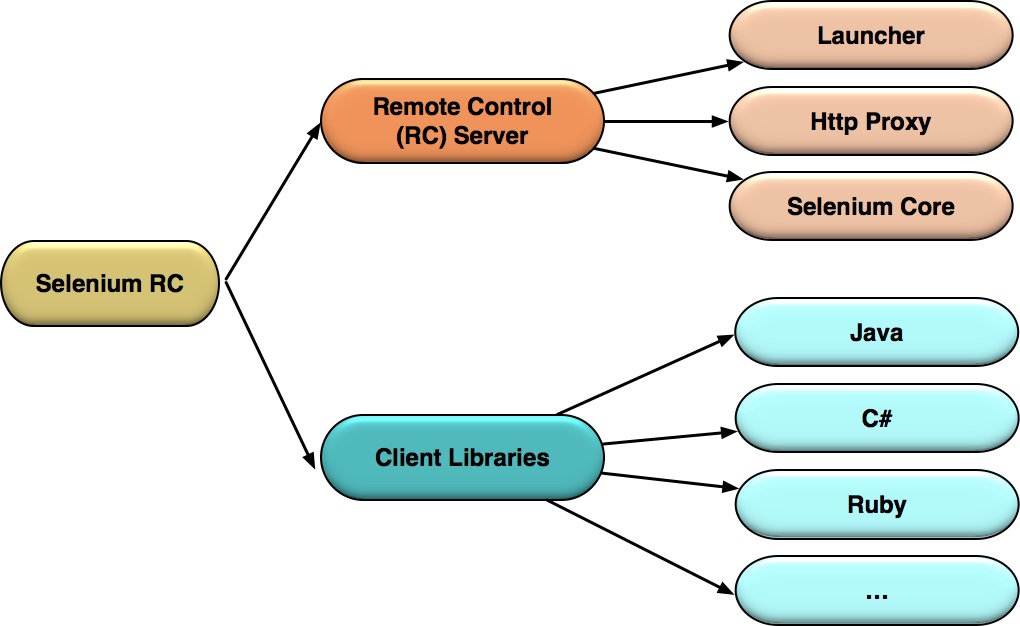 Launcher
Remote Control
(RC) Server
Http Proxy
Selenium Core
Selenium RC
Java
C#
Client Libraries
Ruby
...